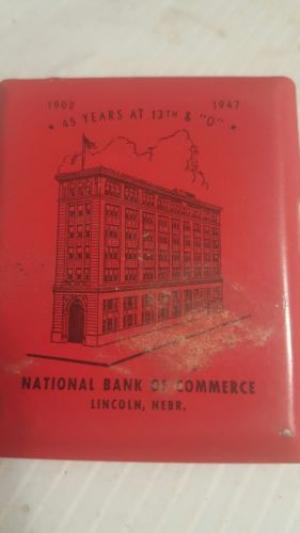 1902 1947
• 45 YEARS AT 13TH & "O" •
NATIONAL BANK OF COMMERCE
LINCOLN, NEBR.